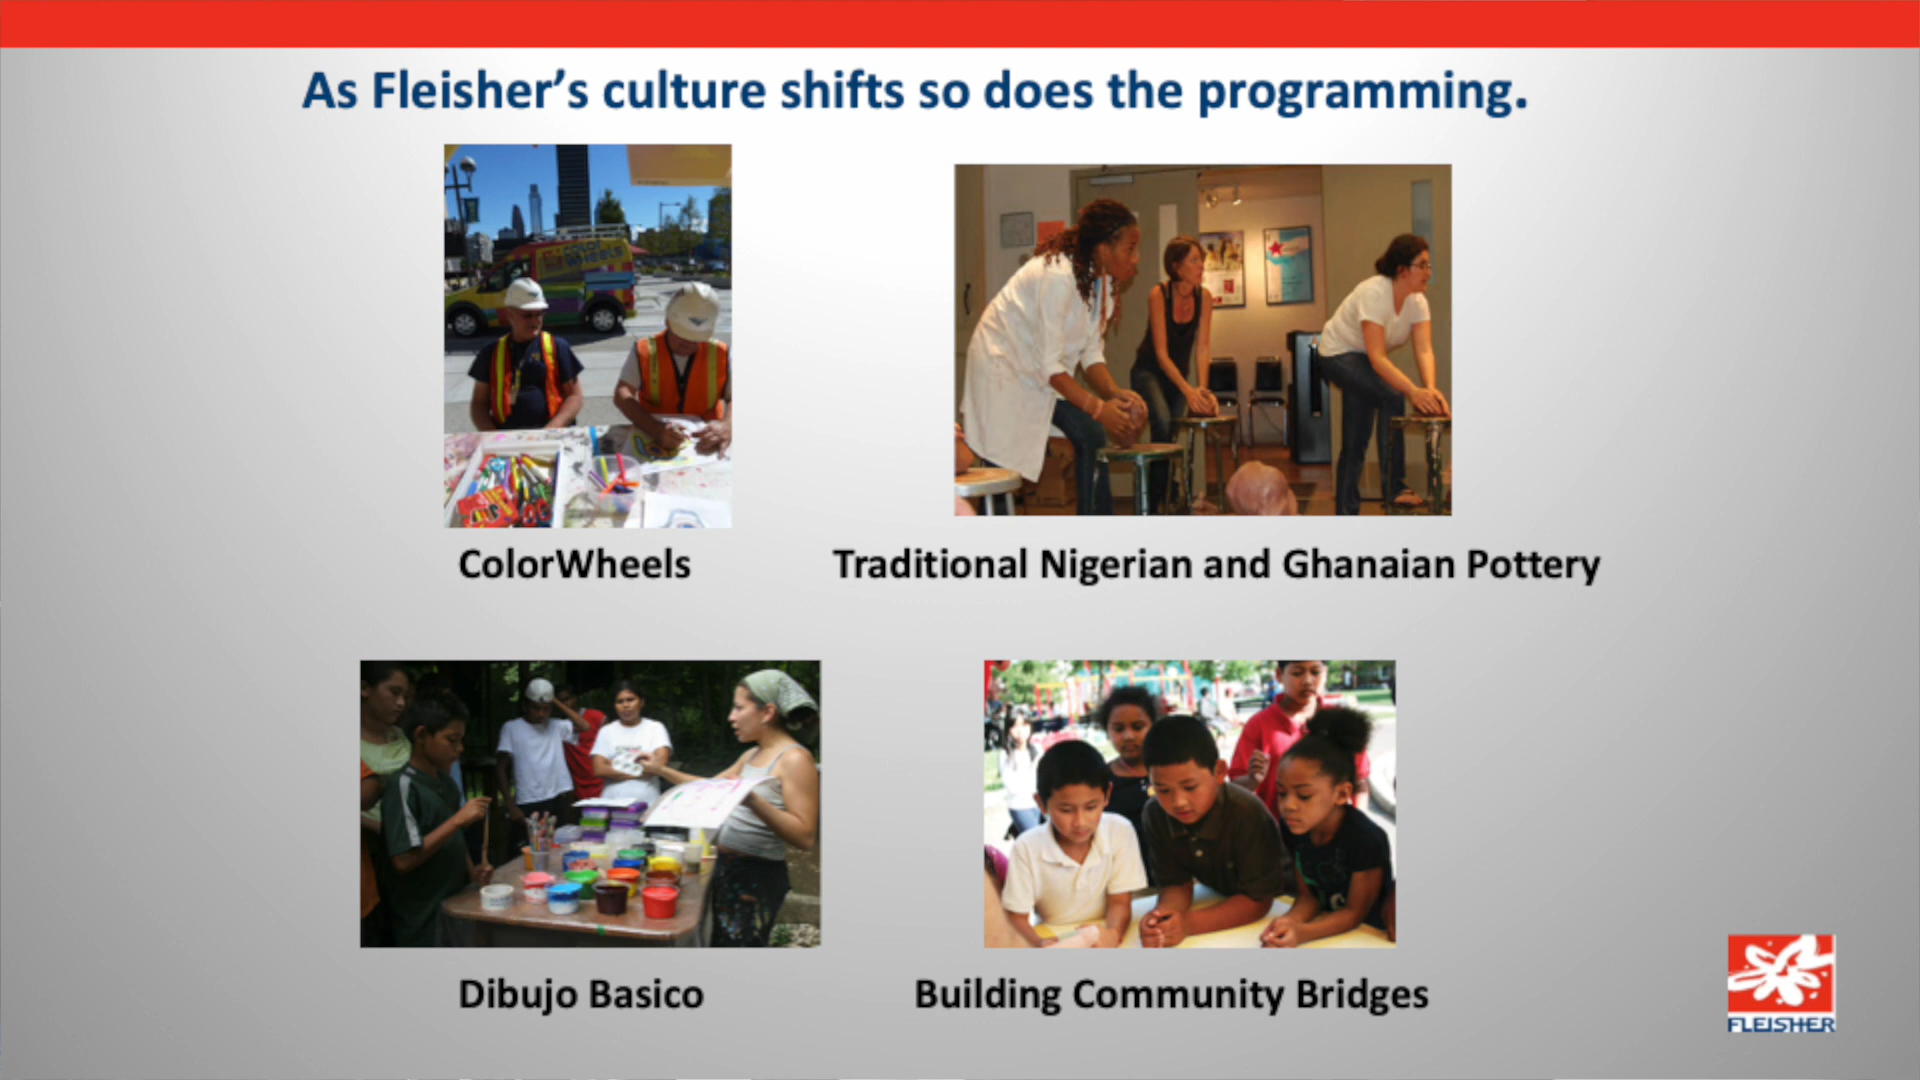 As Fleisher’s culture shifts so does the programming.
WHEELS
ColorWheels
Traditional Nigerian and Ghanaian Pottery
Dibujo Basico
Building Community Bridges
FLEISHER